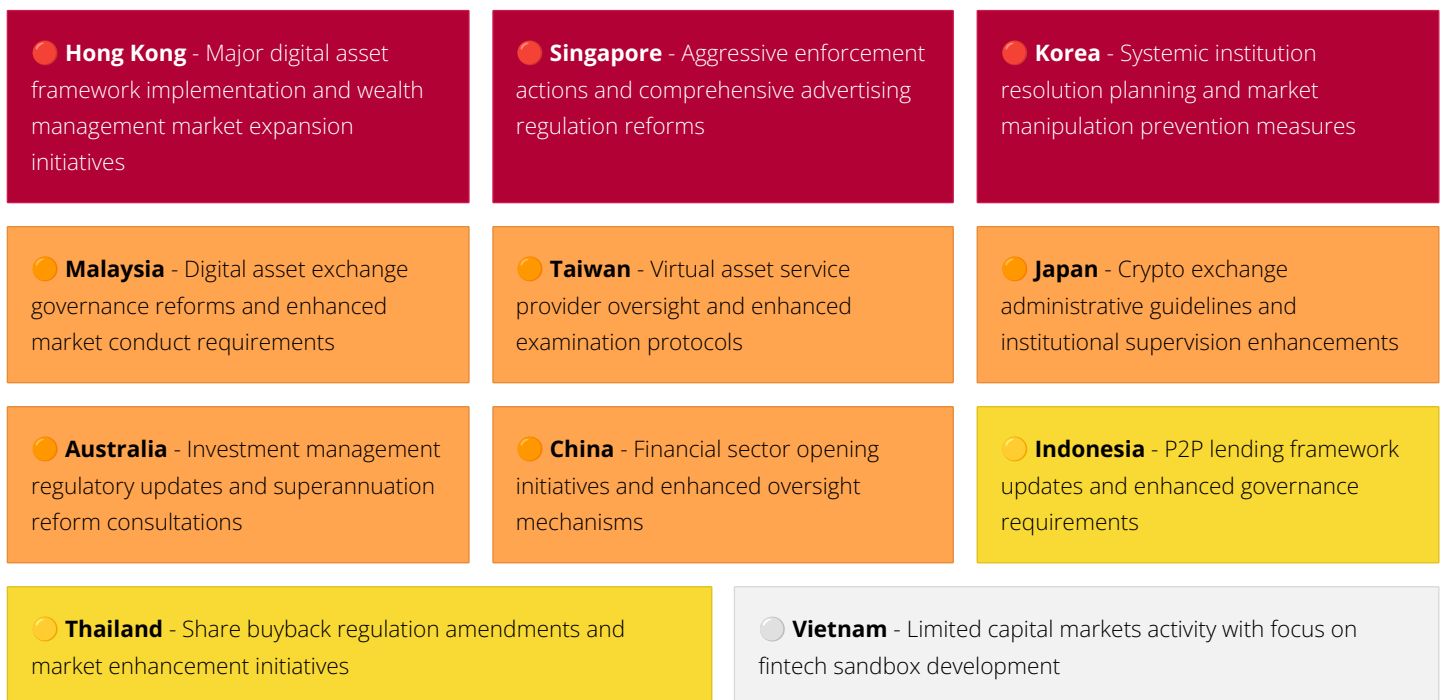 🔴 Hong Kong - Major digital asset
framework implementation and wealth
management market expansion
initiatives
🔴 Singapore - Aggressive enforcement
actions and comprehensive advertising
regulation reforms
🔴 Korea - Systemic institution
resolution planning and market
manipulation prevention measures
🟠 Malaysia - Digital asset exchange
governance reforms and enhanced
market conduct requirements
🟠 Taiwan - Virtual asset service
provider oversight and enhanced
examination protocols
🟠 Japan - Crypto exchange
administrative guidelines and
institutional supervision enhancements
🟠 Australia - Investment management
regulatory updates and superannuation
reform consultations
🟠 China - Financial sector opening
initiatives and enhanced oversight
mechanisms
🟡 Indonesia - P2P lending framework
updates and enhanced governance
requirements
🟡 Thailand - Share buyback regulation amendments and
market enhancement initiatives
⚪ Vietnam - Limited capital markets activity with focus on
fintech sandbox development